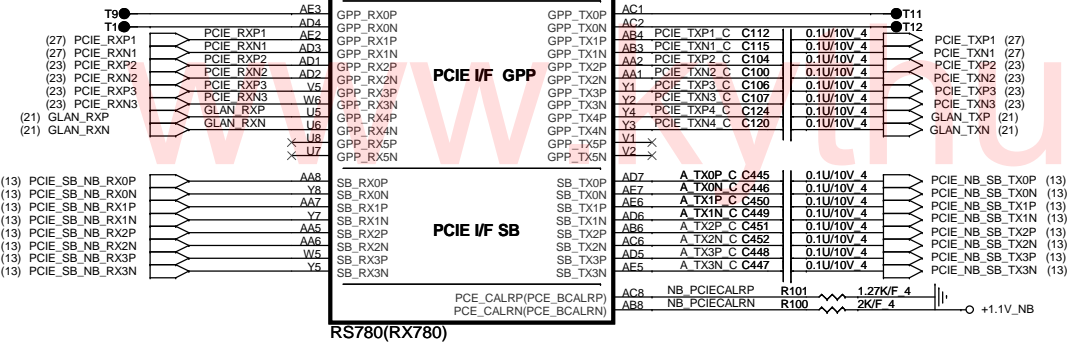 T9 AE3 GPP_RX0P GPP_TX0P AC1 T11
T1 AD4 GPP_RX0N GPP_TX0N AC2 T12
(27) PCIE_RXP1 PCIE_RXP1 AE2 GPP_RX1P GPP_TX1P AB4 PCIE_TXP1_C C112 0.1U/10V_4 PCIE_TXP1 (27)
(27) PCIE_RXN1 PCIE_RXN1 AD3 GPP_RX1N GPP_TX1N AB3 PCIE_TXN1_C C115 0.1U/10V_4 PCIE_TXN1 (27)
(23) PCIE_RXP2 PCIE_RXP2 AD1 GPP_RX2P GPP_TX2P AA2 PCIE_TXP2_C C104 0.1U/10V_4 PCIE_TXP2 (23)
(23) PCIE_RXN2 PCIE_RXN2 AD2 GPP_RX2N PCIE I/F GPP GPP_TX2N AA1 PCIE_TXN2_C C100 0.1U/10V_4 PCIE_TXN2 (23)
(23) PCIE_RXP3 PCIE_RXP3 V5 GPP_RX3P GPP_TX3P Y1 PCIE_TXP3_C C106 0.1U/10V_4 PCIE_TXP3 (23)
(23) PCIE_RXN3 PCIE_RXN3 W6 GPP_RX3N GPP_TX3N Y2 PCIE_TXN3_C C107 0.1U/10V_4 PCIE_TXN3 (23)
(21) GLAN_RXP GLAN_RXP U5 GPP_RX4P GPP_TX4P Y4 PCIE_TXP4_C C124 0.1U/10V_4 GLAN_TXP (21)
(21) GLAN_RXN GLAN_RXN U6 GPP_RX4N GPP_TX4N Y3 PCIE_TXN4_C C120 0.1U/10V_4 GLAN_TXN (21)
U8 GPP_RX5P GPP_TX5P V1
U7 GPP_RX5N GPP_TX5N V2
www.kythu
(13) PCIE_SB_NB_RX0P AA8 SB_RX0P SB_TX0P AD7 A_TX0P_C C445 0.1U/10V_4 PCIE_NB_SB_TX0P (13)
(13) PCIE_SB_NB_RX0N Y8 SB_RX0N SB_TX0N AE7 A_TX0N_C C446 0.1U/10V_4 PCIE_NB_SB_TX0N (13)
(13) PCIE_SB_NB_RX1P AA7 SB_RX1P SB_TX1P AE6 A_TX1P_C C450 0.1U/10V_4 PCIE_NB_SB_TX1P (13)
(13) PCIE_SB_NB_RX1N Y7 SB_RX1N SB_TX1N AD6 A_TX1N_C C449 0.1U/10V_4 PCIE_NB_SB_TX1N (13)
(13) PCIE_SB_NB_RX2P AA5 SB_RX2P PCIE I/F SB SB_TX2P AB6 A_TX2P_C C451 0.1U/10V_4 PCIE_NB_SB_TX2P (13)
(13) PCIE_SB_NB_RX2N AA6 SB_RX2N SB_TX2N AC6 A_TX2N_C C452 0.1U/10V_4 PCIE_NB_SB_TX2N (13)
(13) PCIE_SB_NB_RX3P W5 SB_RX3P SB_TX3P AD5 A_TX3P_C C448 0.1U/10V_4 PCIE_NB_SB_TX3P (13)
(13) PCIE_SB_NB_RX3N Y5 SB_RX3N SB_TX3N AE5 A_TX3N_C C447 0.1U/10V_4 PCIE_NB_SB_TX3N (13)
PCE_CALRP(PCE_BCALRP) AC8 NB_PCIECALRP R101 1.27K/F_4
PCE_CALRN(PCE_BCALRN) AB8 NB_PCIECALRN R100 2K/F_4 +1.1V_NB
RS780(RX780)